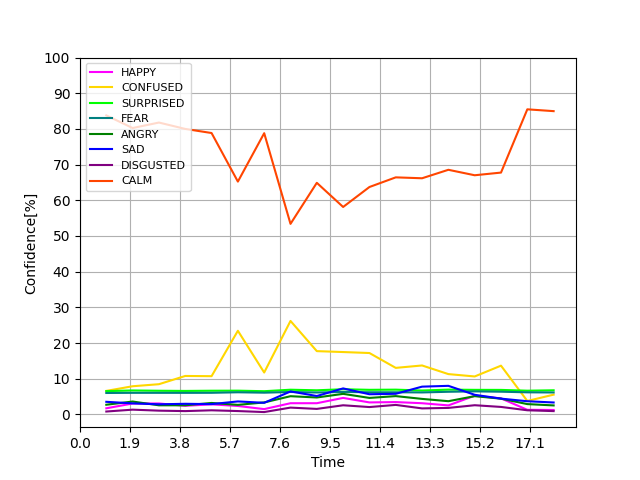 100
90
80
70
60
50
40
30
20
10
0
Confidence[%]
HAPPY
CONFUSED
SURPRISED
FEAR
ANGRY
SAD
DISGUSTED
CALM
0.0 1.9 3.8 5.7 7.6 9.5 11.4 13.3 15.2 17.1
Time